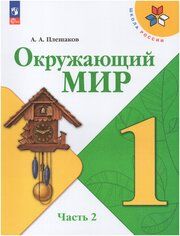 ШКОЛА РОССИИ
А. А. Плешаков
Окружающий
МИР
1
Часть 2